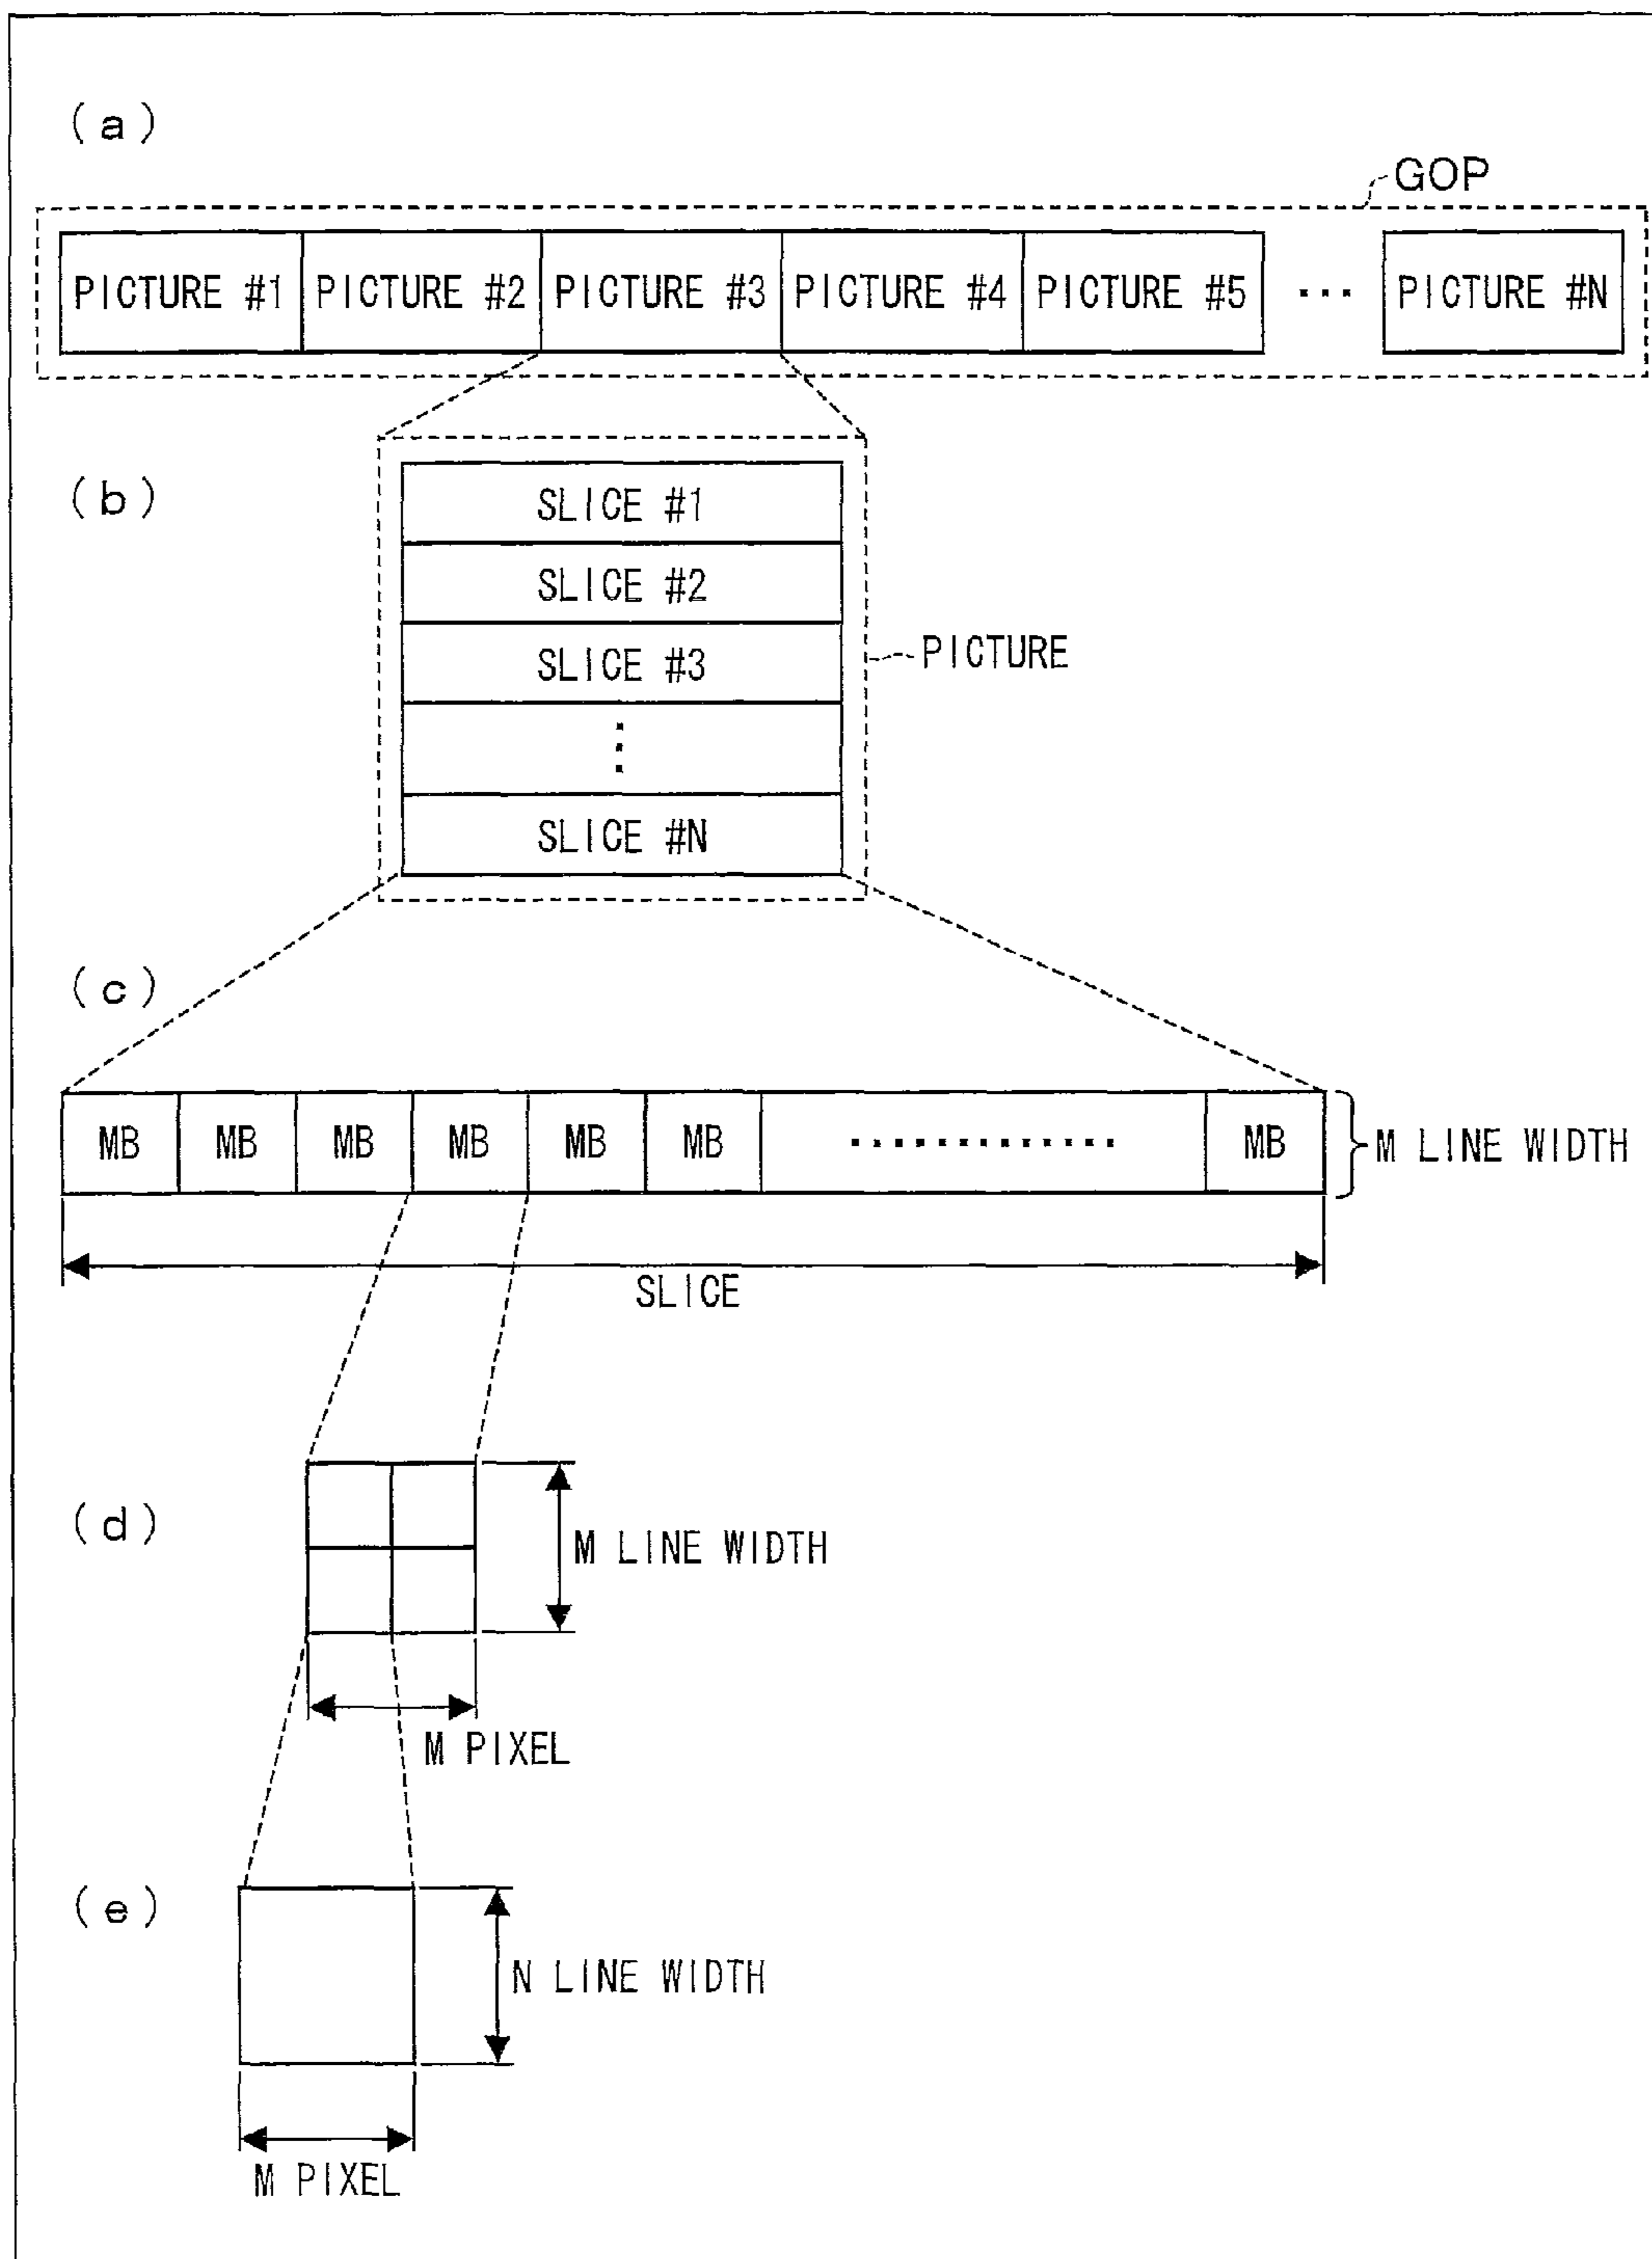 (a)
GOP
PICTURE #1 PICTURE #2 PICTURE #3 PICTURE #4 PICTURE #5 ... PICTURE #N
(b)
SLICE #1
SLICE #2
SLICE #3
PICTURE
⋮
SLICE #N
(c)
MB MB MB MB MB MB ............. MB
M LINE WIDTH
SLICE
(d)
M LINE WIDTH
M PIXEL
(e)
N LINE WIDTH
M PIXEL